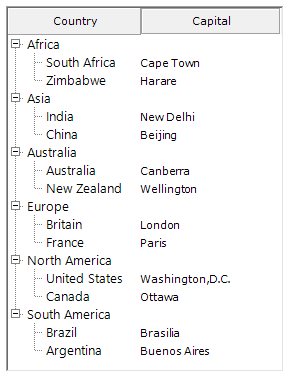 Country Capital
Africa
South Africa Cape Town
Zimbabwe Harare
Asia
India New Delhi
China Beijing
Australia
Australia Canberra
New Zealand Wellington
Europe
Britain London
France Paris
North America
United States Washington,D.C.
Canada Ottawa
South America
Brazil Brasilia
Argentina Buenos Aires